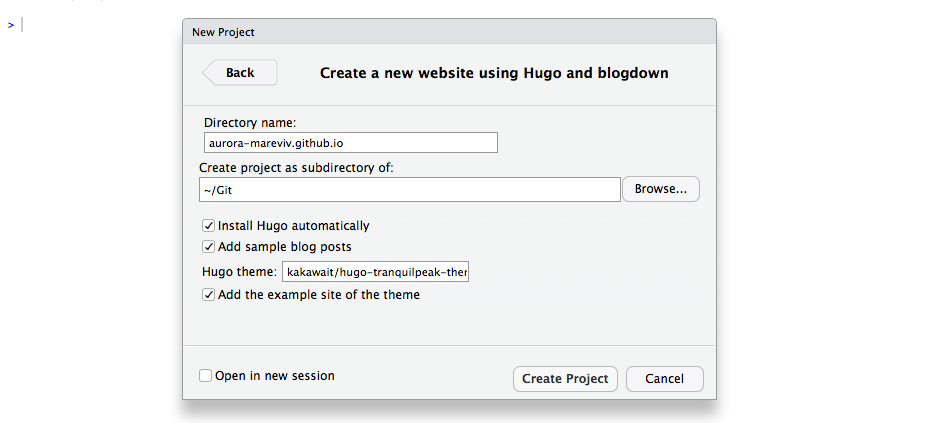 >
New Project
Back
Create a new website using Hugo and blogdown
Directory name:
aurora-mareviv.github.io
Create project as subdirectory of:
~/Git
Browse...
Install Hugo automatically
Add sample blog posts
Hugo theme: kakawait/hugo-tranquilpeak-ther
Add the example site of the theme
Open in new session
Create Project
Cancel